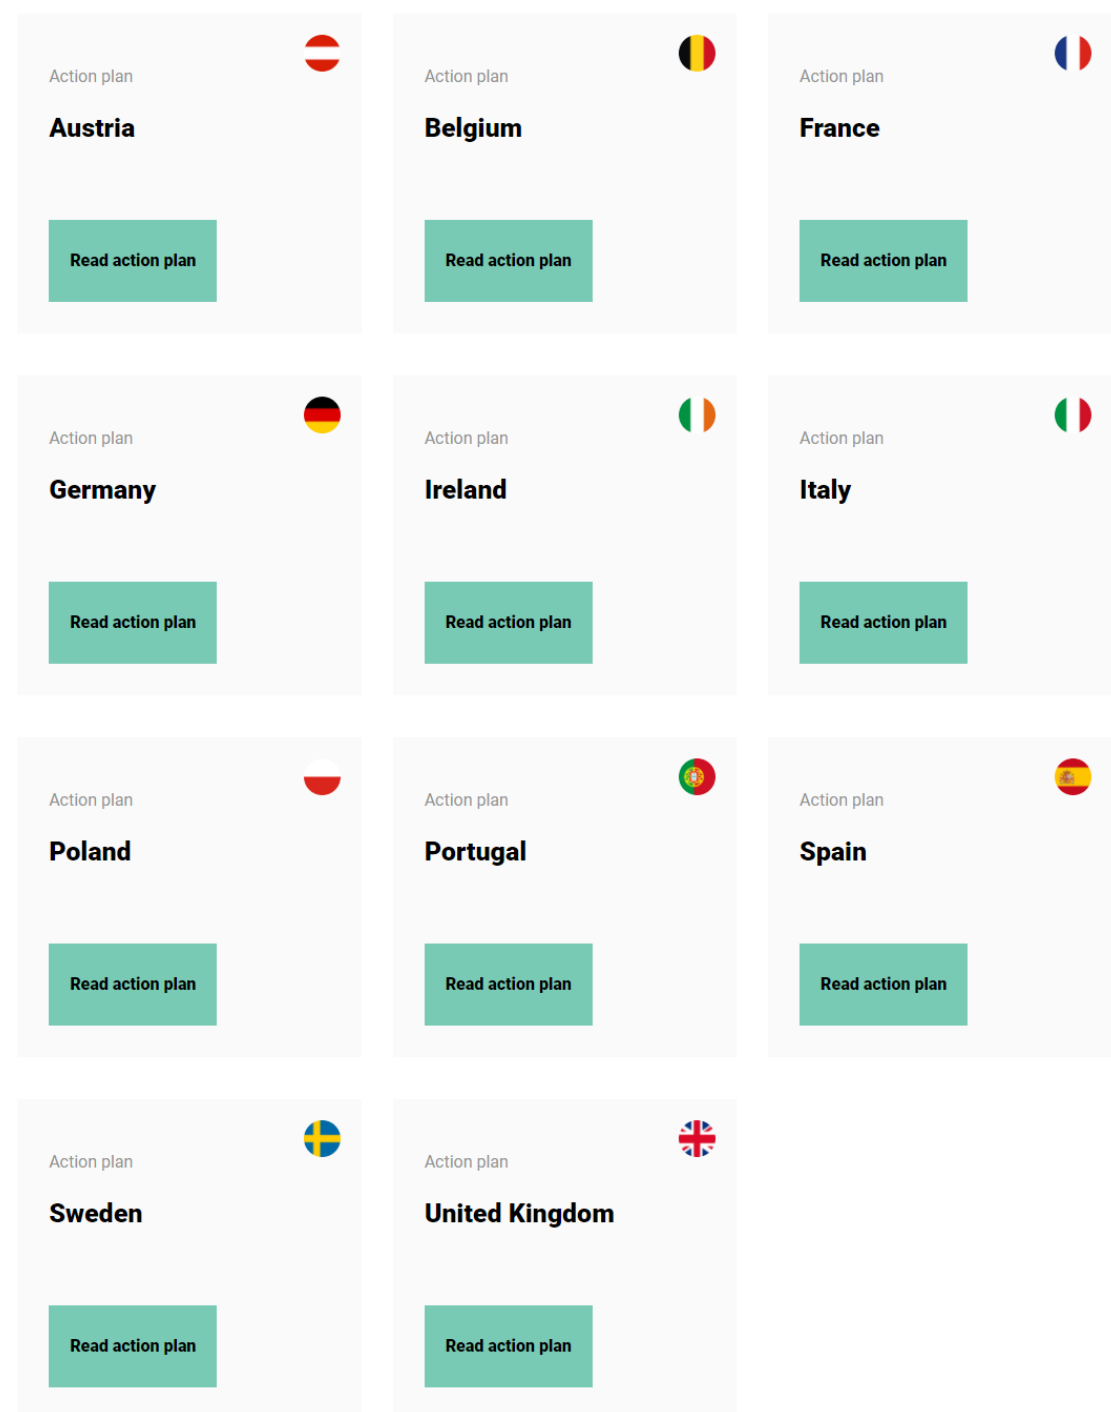 Action plan
Austria
Read action plan
Action plan
Belgium
Read action plan
Action plan
France
Read action plan
Action plan
Germany
Read action plan
Action plan
Ireland
Read action plan
Action plan
Italy
Read action plan
Action plan
Poland
Read action plan
Action plan
Portugal
Read action plan
Action plan
Spain
Read action plan
Action plan
Sweden
Read action plan
Action plan
United Kingdom
Read action plan